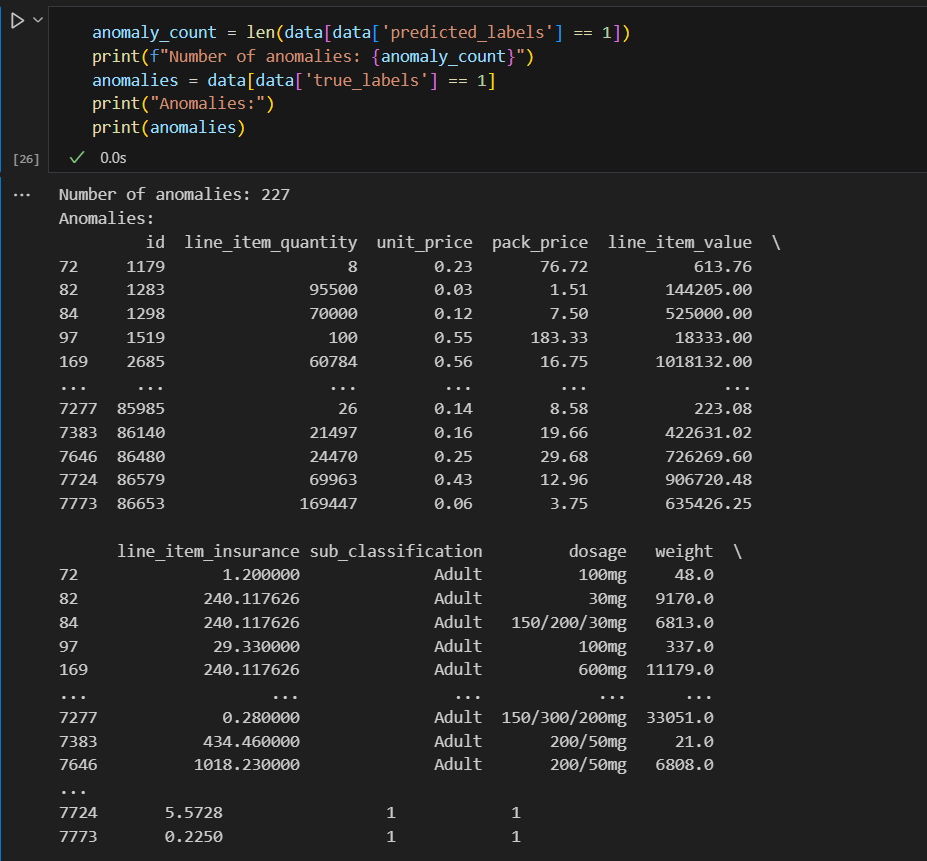 anomaly_count = len(data[data['predicted_labels'] == 1])
print(f"Number of anomalies: {anomaly_count}")
anomalies = data[data['true_labels'] == 1]
print("Anomalies:")
print(anomalies)
[26] 0.0s
... Number of anomalies: 227
Anomalies:
id line_item_quantity unit_price pack_price line_item_value \
72 1179 8 0.23 76.72 613.76
82 1283 95500 0.03 1.51 144205.00
84 1298 70000 0.12 7.50 525000.00
97 1519 100 0.55 183.33 18333.00
169 2685 60784 0.56 16.75 1018132.00
... ... ... ... ... ...
7277 85985 26 0.14 8.58 223.08
7383 86140 21497 0.16 19.66 422631.02
7646 86480 24470 0.25 29.68 726269.60
7724 86579 69963 0.43 12.96 906720.48
7773 86653 169447 0.06 3.75 635426.25
line_item_insurance sub_classification dosage weight \
72 1.200000 Adult 100mg 48.0
82 240.117626 Adult 30mg 9170.0
84 240.117626 Adult 150/200/30mg 6813.0
97 29.330000 Adult 100mg 337.0
169 240.117626 Adult 600mg 11179.0
... ... ... ... ...
7277 0.280000 Adult 150/300/200mg 33051.0
7383 434.460000 Adult 200/50mg 21.0
7646 1018.230000 Adult 200/50mg 6808.0
...
7724 5.5728 1 1
7773 0.2250 1 1